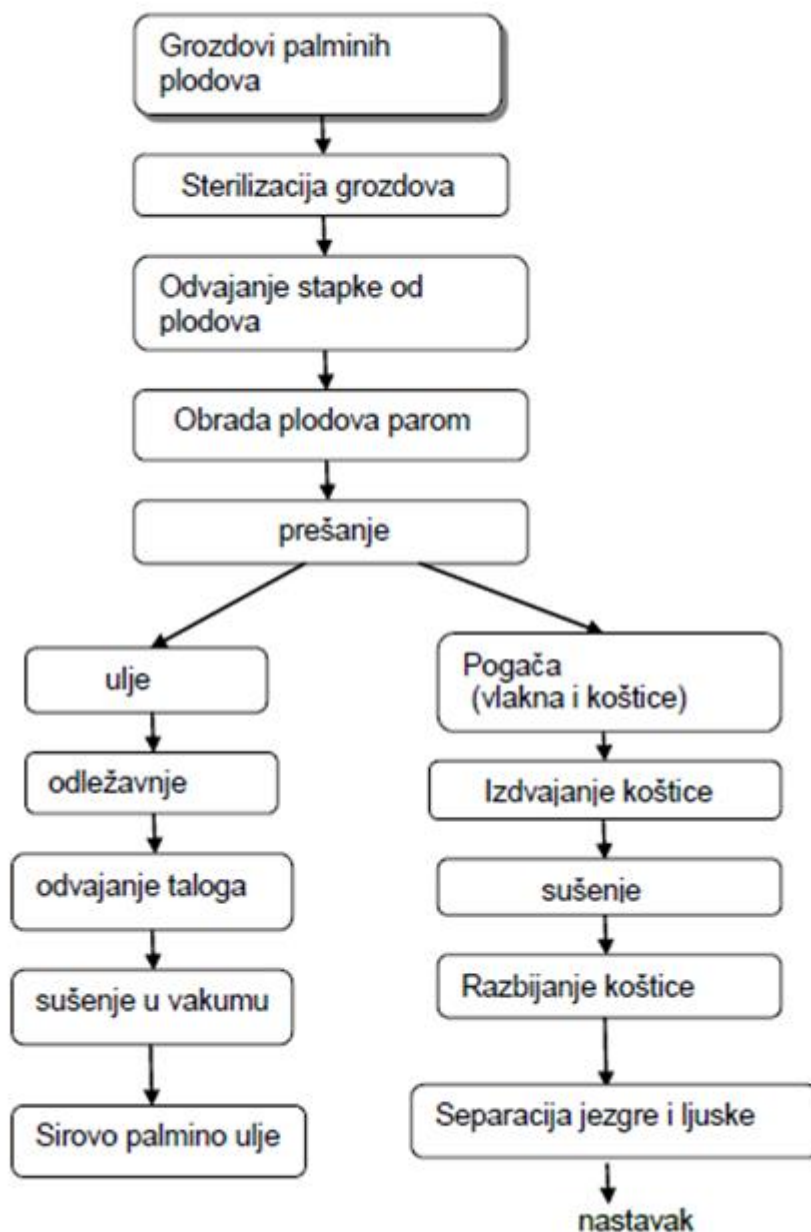 Grozdovi palminih
plodova
Sterilizacija grozdova
Odvajanje stapke od
plodova
Obrada plodova parom
prešanje
ulje
odležavnje
odvajanje taloga
sušenje u vakumu
Sirovo palmino ulje
Pogača
(vlakna i koštice)
Izdvajanje koštice
sušenje
Razbijanje koštice
Separacija jezgre i ljuske
nastavak